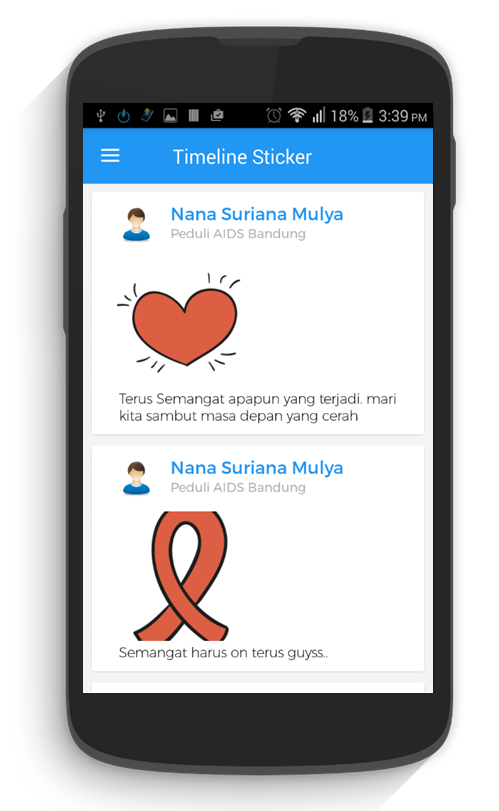 18% 3:39 PM
Timeline Sticker
Nana Suriana Mulya
Peduli AIDS Bandung
Terus Semangat apapun yang terjadi. mari
kita sambut masa depan yang cerah
Nana Suriana Mulya
Peduli AIDS Bandung
Semangat harus on terus guyss..